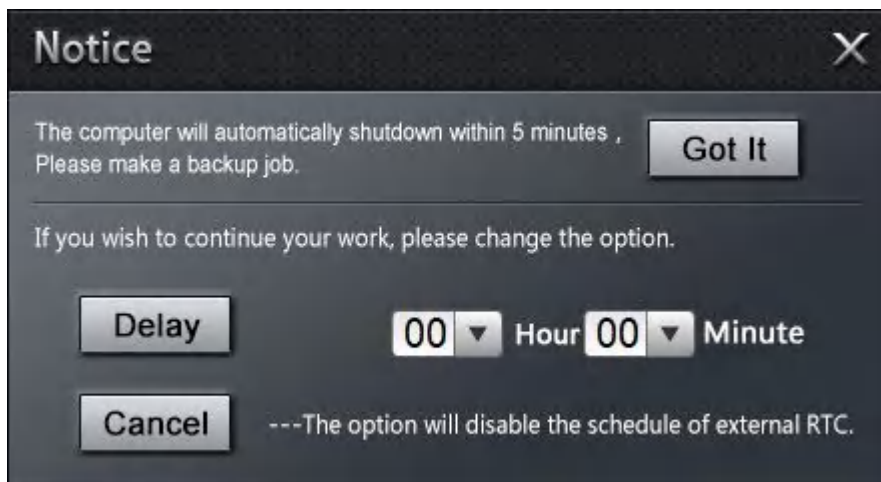 Notice
The computer will automatically shutdown within 5 minutes ,
Please make a backup job.
Got It
If you wish to continue your work, please change the option.
Delay
00 Hour 00 Minute
Cancel
---The option will disable the schedule of external RTC.